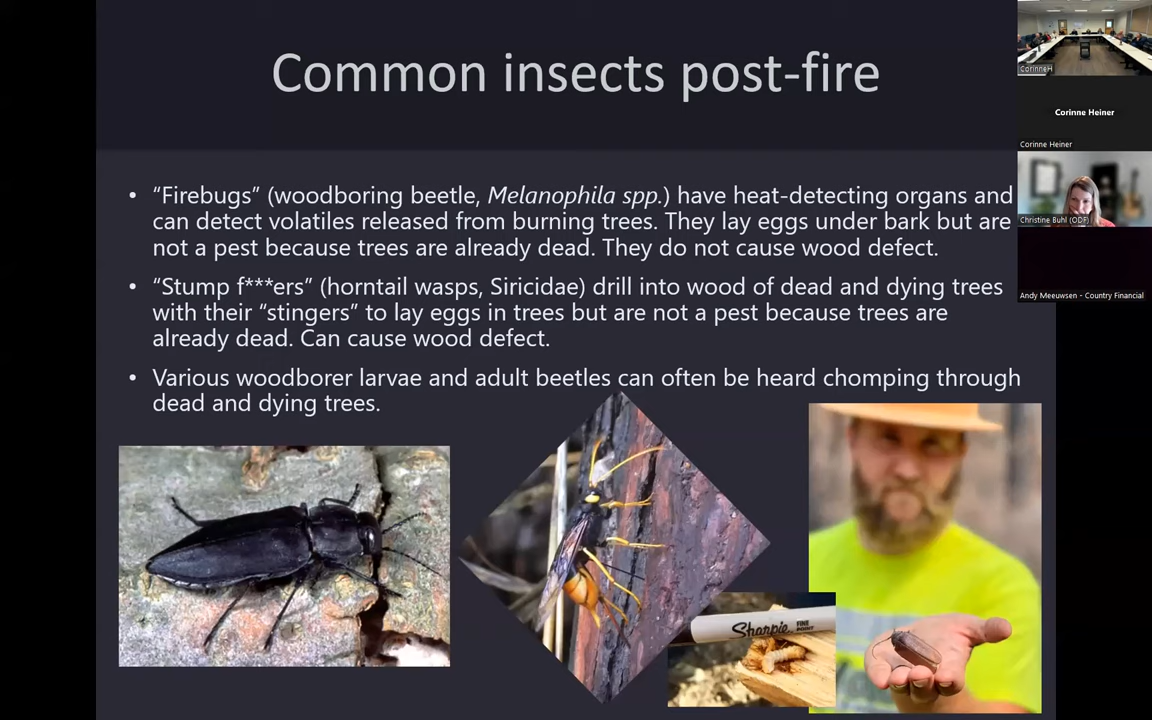 Common insects post-fire
• “Firebugs” (woodboring beetle, Melanophila spp.) have heat-detecting organs and
can detect volatiles released from burning trees. They lay eggs under bark but are
not a pest because trees are already dead. They do not cause wood defect.
• “Stump f***ers” (horntail wasps, Siricidae) drill into wood of dead and dying trees
with their “stingers” to lay eggs in trees but are not a pest because trees are
already dead. Can cause wood defect.
• Various woodborer larvae and adult beetles can often be heard chomping through
dead and dying trees.
Sharpie. FINE
POINT
CorinneH
Corinne Heiner
Corinne Heiner
Christine Buhl (ODF)
Andy Meeuwsen - Country Financial